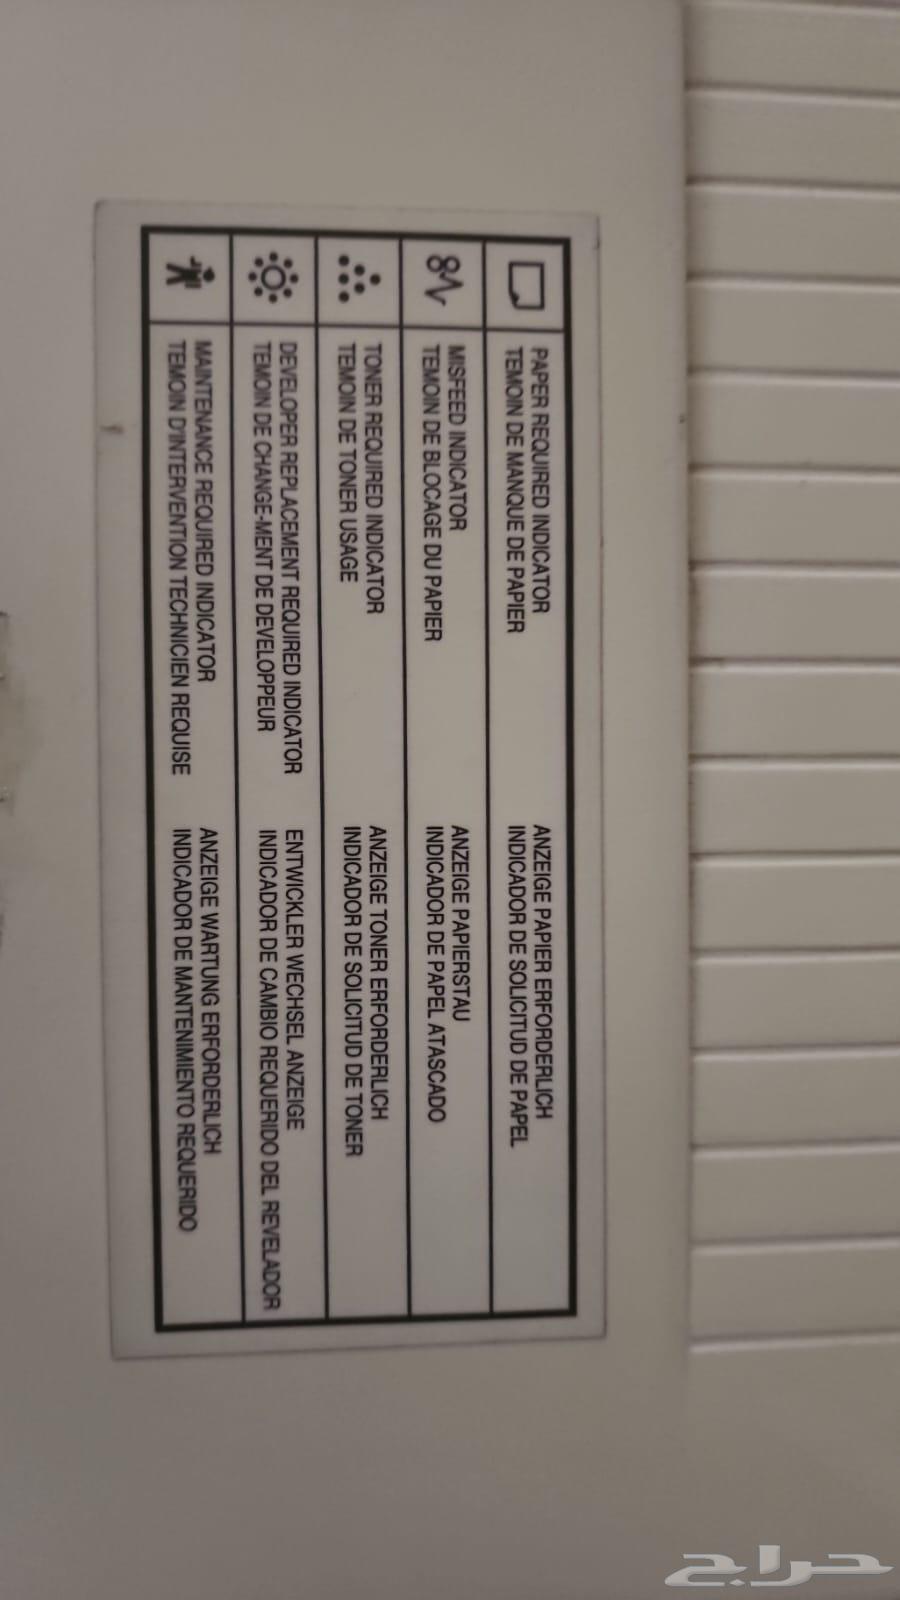 PAPER REQUIRED INDICATOR
TEMOIN DE MANQUE DE PAPIER
ANZEIGE PAPIER ERFORDERLICH
INDICADOR DE SOLICITUD DE PAPEL
MISFEED INDICATOR
TEMOIN DE BLOCAGE DU PAPIER
ANZEIGE PAPIERSTAU
INDICADOR DE PAPEL ATASCADO
TONER REQUIRED INDICATOR
TEMOIN DE TONER USAGE
ANZEIGE TONER ERFORDERLICH
INDICADOR DE SOLICITUD DE TONER
DEVELOPER REPLACEMENT REQUIRED INDICATOR
TEMOIN DE CHANGE-MENT DE DEVELOPPEUR
ENTWICKLER WECHSEL ANZEIGE
INDICADOR DE CAMBIO REQUERIDO DEL REVELADOR
MAINTENANCE REQUIRED INDICATOR
TEMOIN D'INTERVENTION TECHNICIEN REQUISE
ANZEIGE WARTUNG ERFORDERLICH
INDICADOR DE MANTENIMIENTO REQUERIDO
حراج